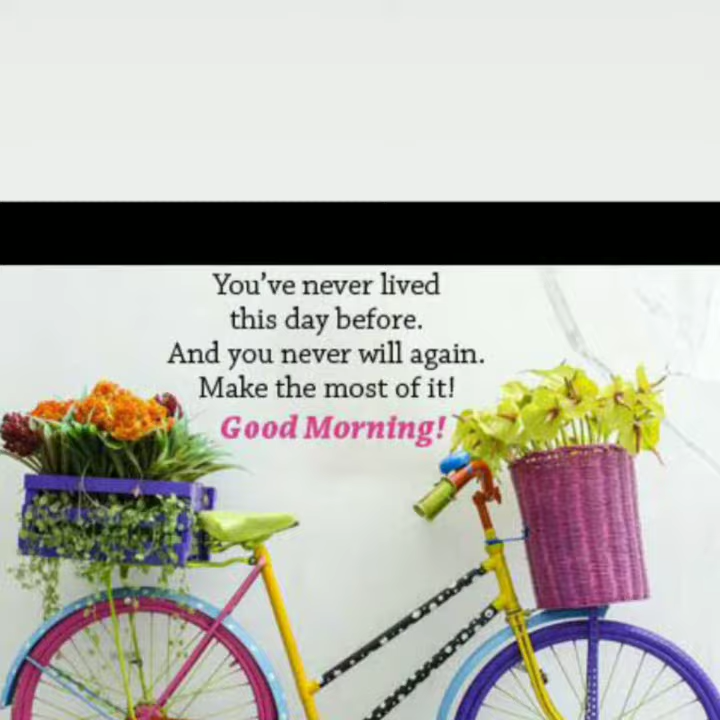 You’ve never lived
this day before.
And you never will again.
Make the most of it!
Good Morning!